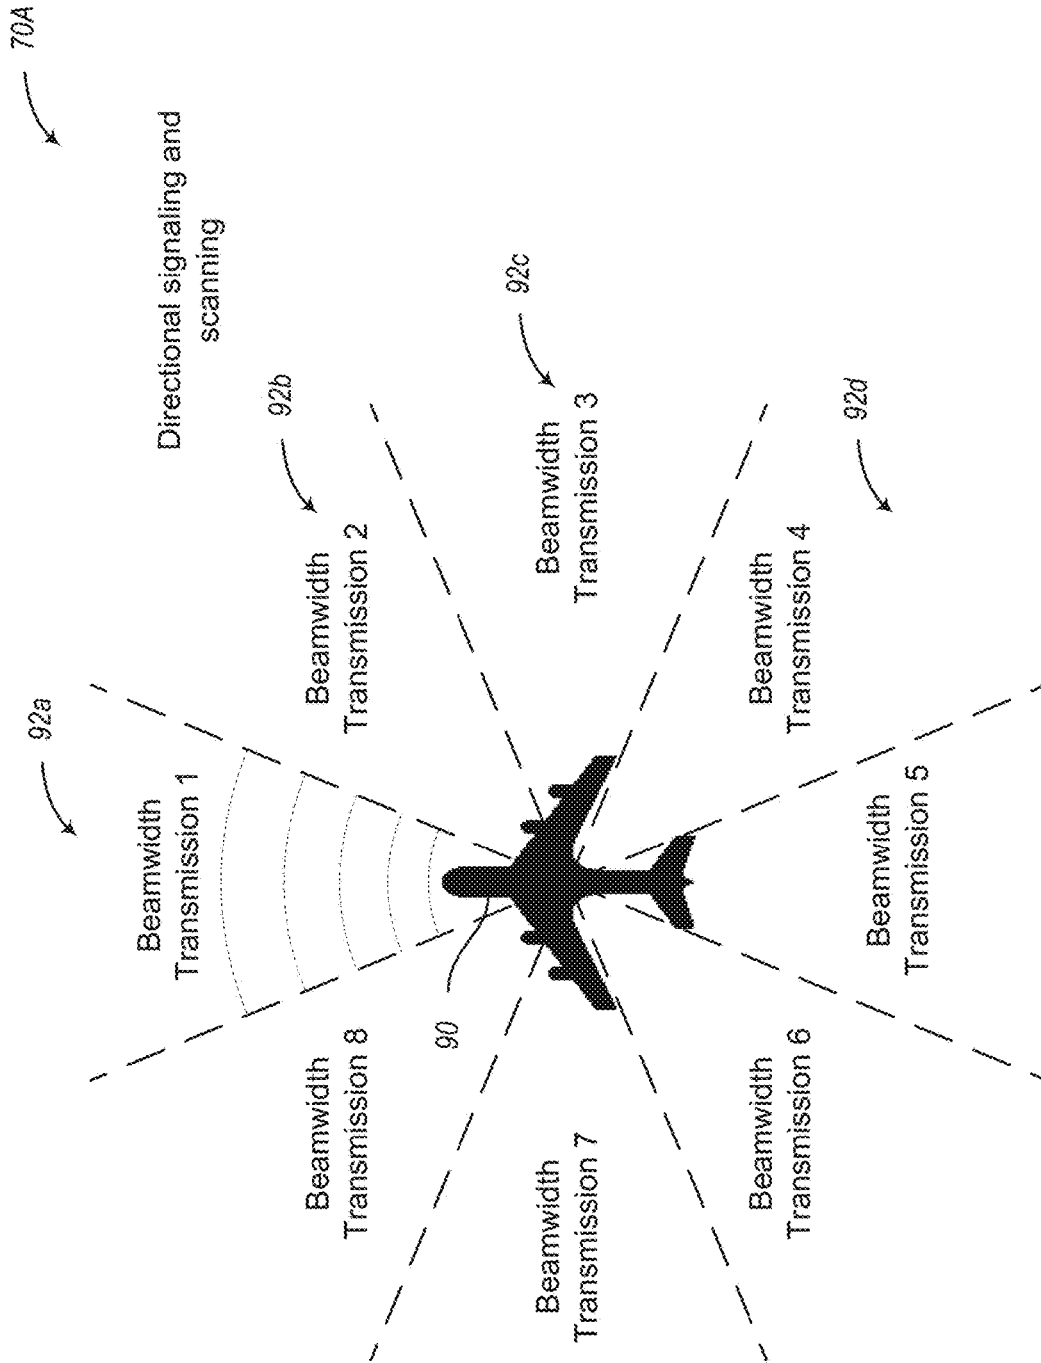 70A
Directional signaling and
scanning
92a
Beamwidth
Transmission 1
92b
Beamwidth
Transmission 2
92c
Beamwidth
Transmission 3
92d
Beamwidth
Transmission 4
Beamwidth
Transmission 5
Beamwidth
Transmission 6
Beamwidth
Transmission 7
Beamwidth
Transmission 8
90